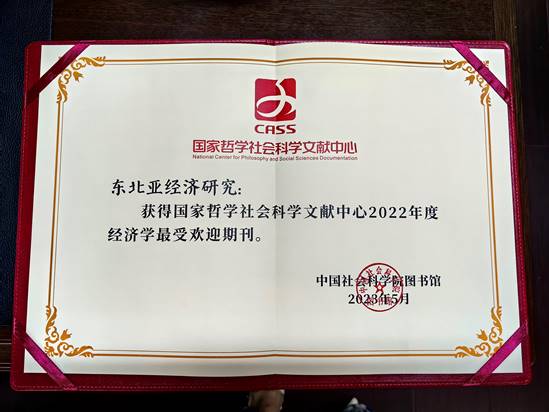 CASS
国家哲学社会科学文献中心
National Center for Philosophy and Social Sciences Documentation
东北亚经济研究：
获得国家哲学社会科学文献中心2022年度
经济学最受欢迎期刊。
中国社会科学院图书馆
2023年5月